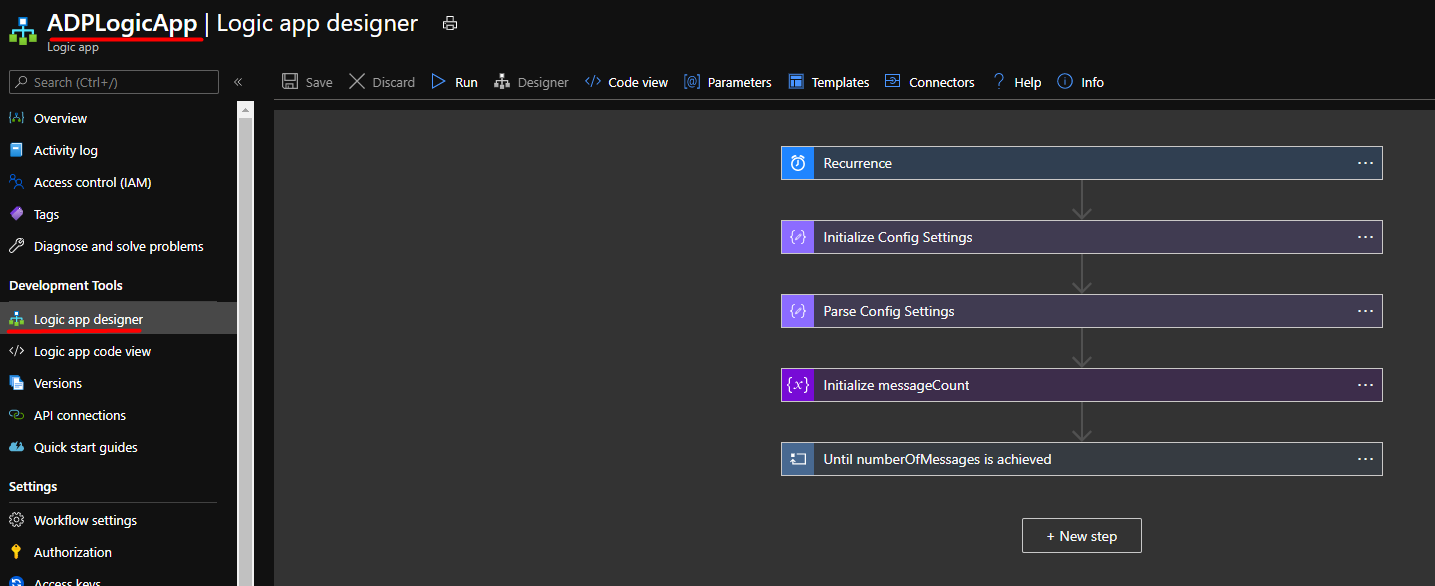 ADPLogicApp | Logic app designer
Logic app
Search (Ctrl+/)
«
Save Discard Run Designer </> Code view [@] Parameters Templates Connectors ? Help Info
Overview
Activity log
Access control (IAM)
Tags
Diagnose and solve problems
Development Tools
Logic app designer
</> Logic app code view
Versions
API connections
Quick start guides
Settings
Workflow settings
Authorization
Access keys
Recurrence ···
Initialize Config Settings ···
Parse Config Settings ···
{x} Initialize messageCount ···
Until numberOfMessages is achieved ···
+ New step